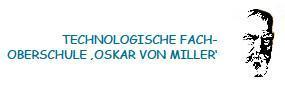 TECHNOLOGISCHE FACH-
OBERSCHULE ‚OSKAR VON MILLER‘